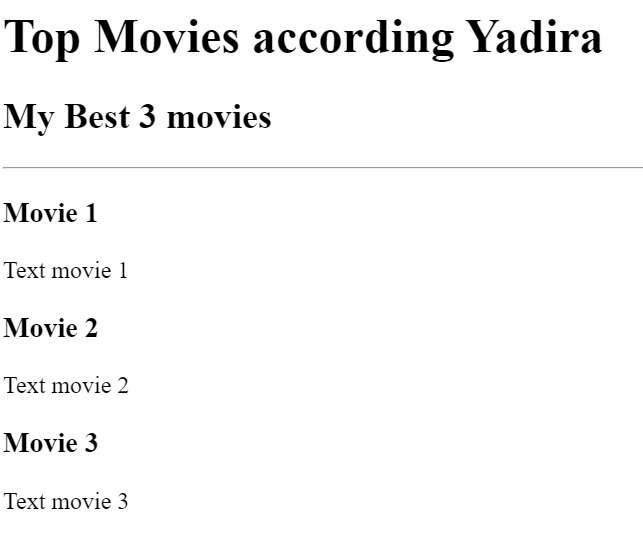 Top Movies according Yadira
My Best 3 movies
Movie 1
Text movie 1
Movie 2
Text movie 2
Movie 3
Text movie 3